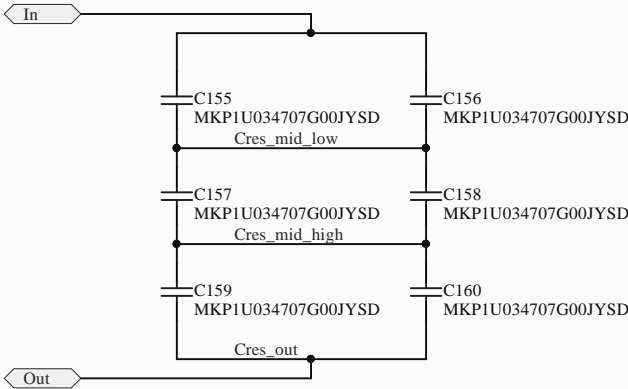 In
C155
MKP1U034707G00JYSD
C156
MKP1U034707G00JYSD
Cres_mid_low
C157
MKP1U034707G00JYSD
C158
MKP1U034707G00JYSD
Cres_mid_high
C159
MKP1U034707G00JYSD
C160
MKP1U034707G00JYSD
Cres_out
Out